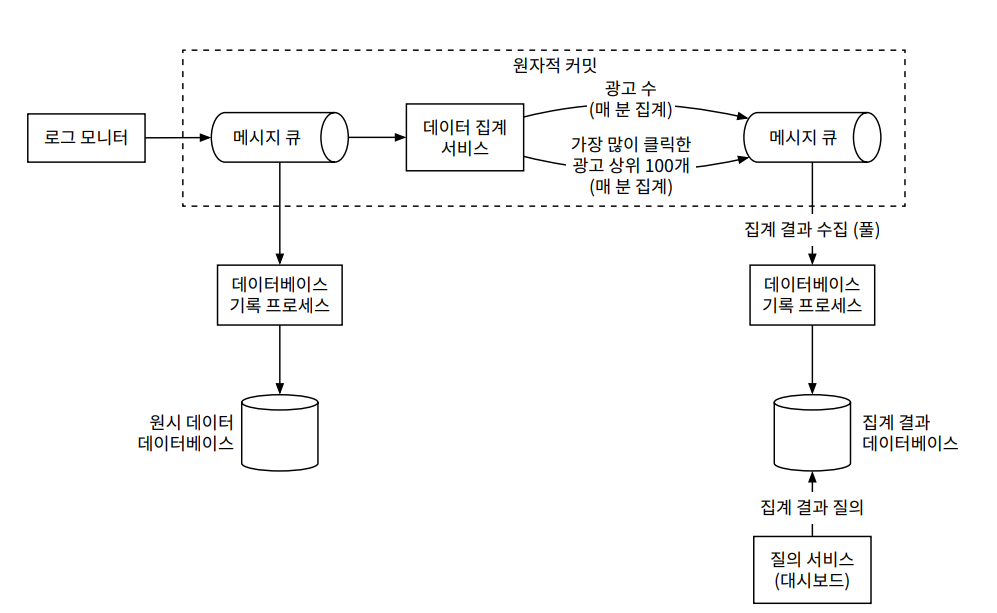 원자적 커밋
로그 모니터
메시지 큐
데이터 집계
서비스
광고 수
(매 분 집계)
가장 많이 클릭한
광고 상위 100개
(매 분 집계)
메시지 큐
집계 결과 수집 (풀)
데이터베이스
기록 프로세스
데이터베이스
기록 프로세스
원시 데이터
데이터베이스
집계 결과
데이터베이스
집계 결과 질의
질의 서비스
(대시보드)